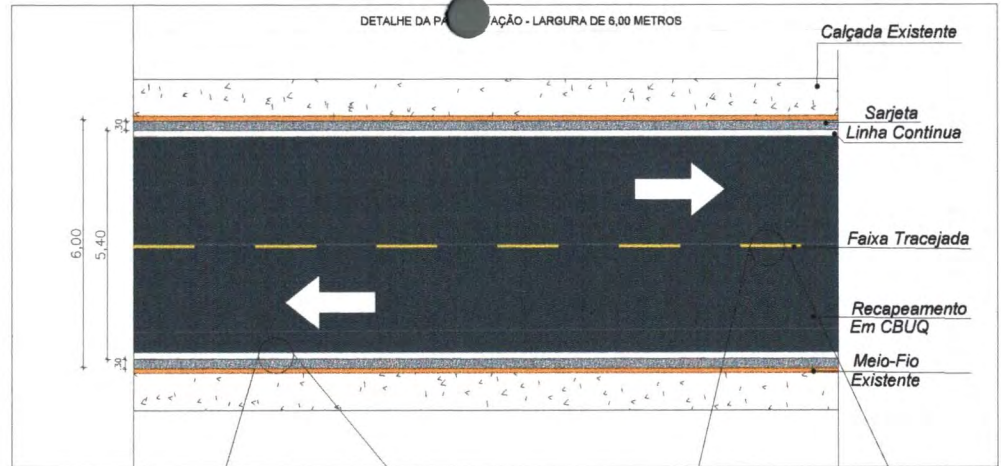 DETALHE DA AÇÃO - LARGURA DE 6,00 METROS
Calçada Existente
Sarjeta
Linha Continua
Faixa Tracejada
Recapeamento
Em CBUQ
Meio-Fio
Existente
6,00
5,40
30
30